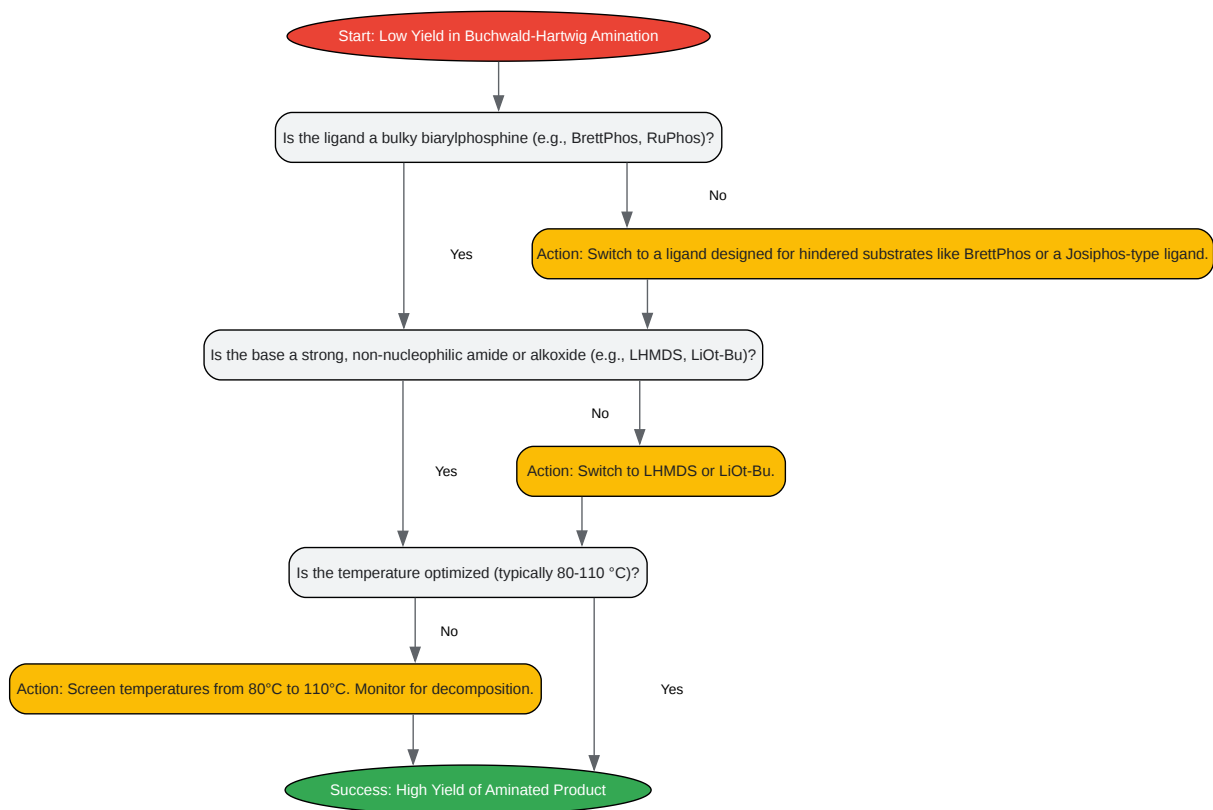 Start: Low Yield in Buchwald-Hartwig Amination
Is the ligand a bulky biarylphosphine (e.g., BrettPhos, RuPhos)?
No
Yes
Action: Switch to a ligand designed for hindered substrates like BrettPhos or a Josiphos-type ligand.
Is the base a strong, non-nucleophilic amide or alkoxide (e.g., LHMDS, LiOt-Bu)?
No
Yes
Action: Switch to LHMDS or LiOt-Bu.
Is the temperature optimized (typically 80-110 °C)?
No
Action: Screen temperatures from 80°C to 110°C. Monitor for decomposition.
Yes
Success: High Yield of Aminated Product